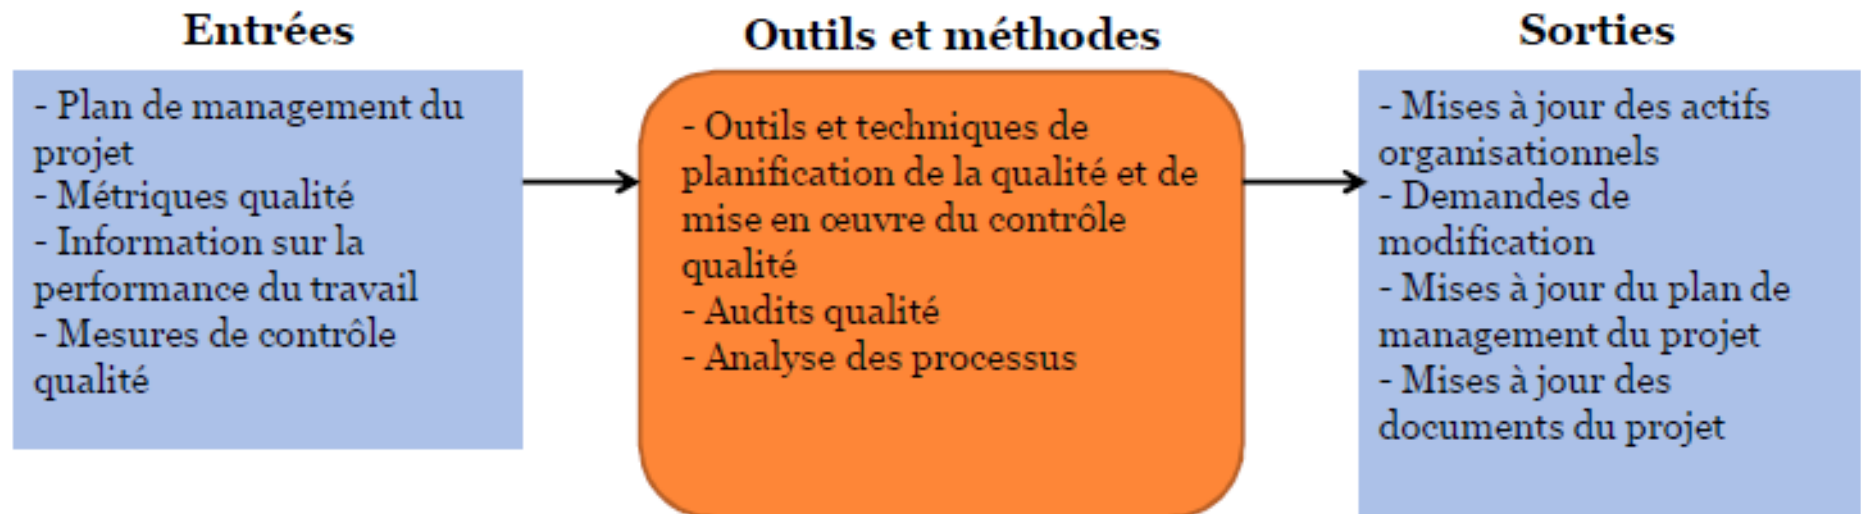 Entrées
- Plan de management du
projet
- Métriques qualité
- Information sur la
performance du travail
- Mesures de contrôle
qualité
Outils et méthodes
- Outils et techniques de
planification de la qualité et de
mise en œuvre du contrôle
qualité
- Audits qualité
- Analyse des processus
Sorties
- Mises à jour des actifs
organisationnels
- Demandes de
modification
- Mises à jour du plan de
management du projet
- Mises à jour des
documents du projet